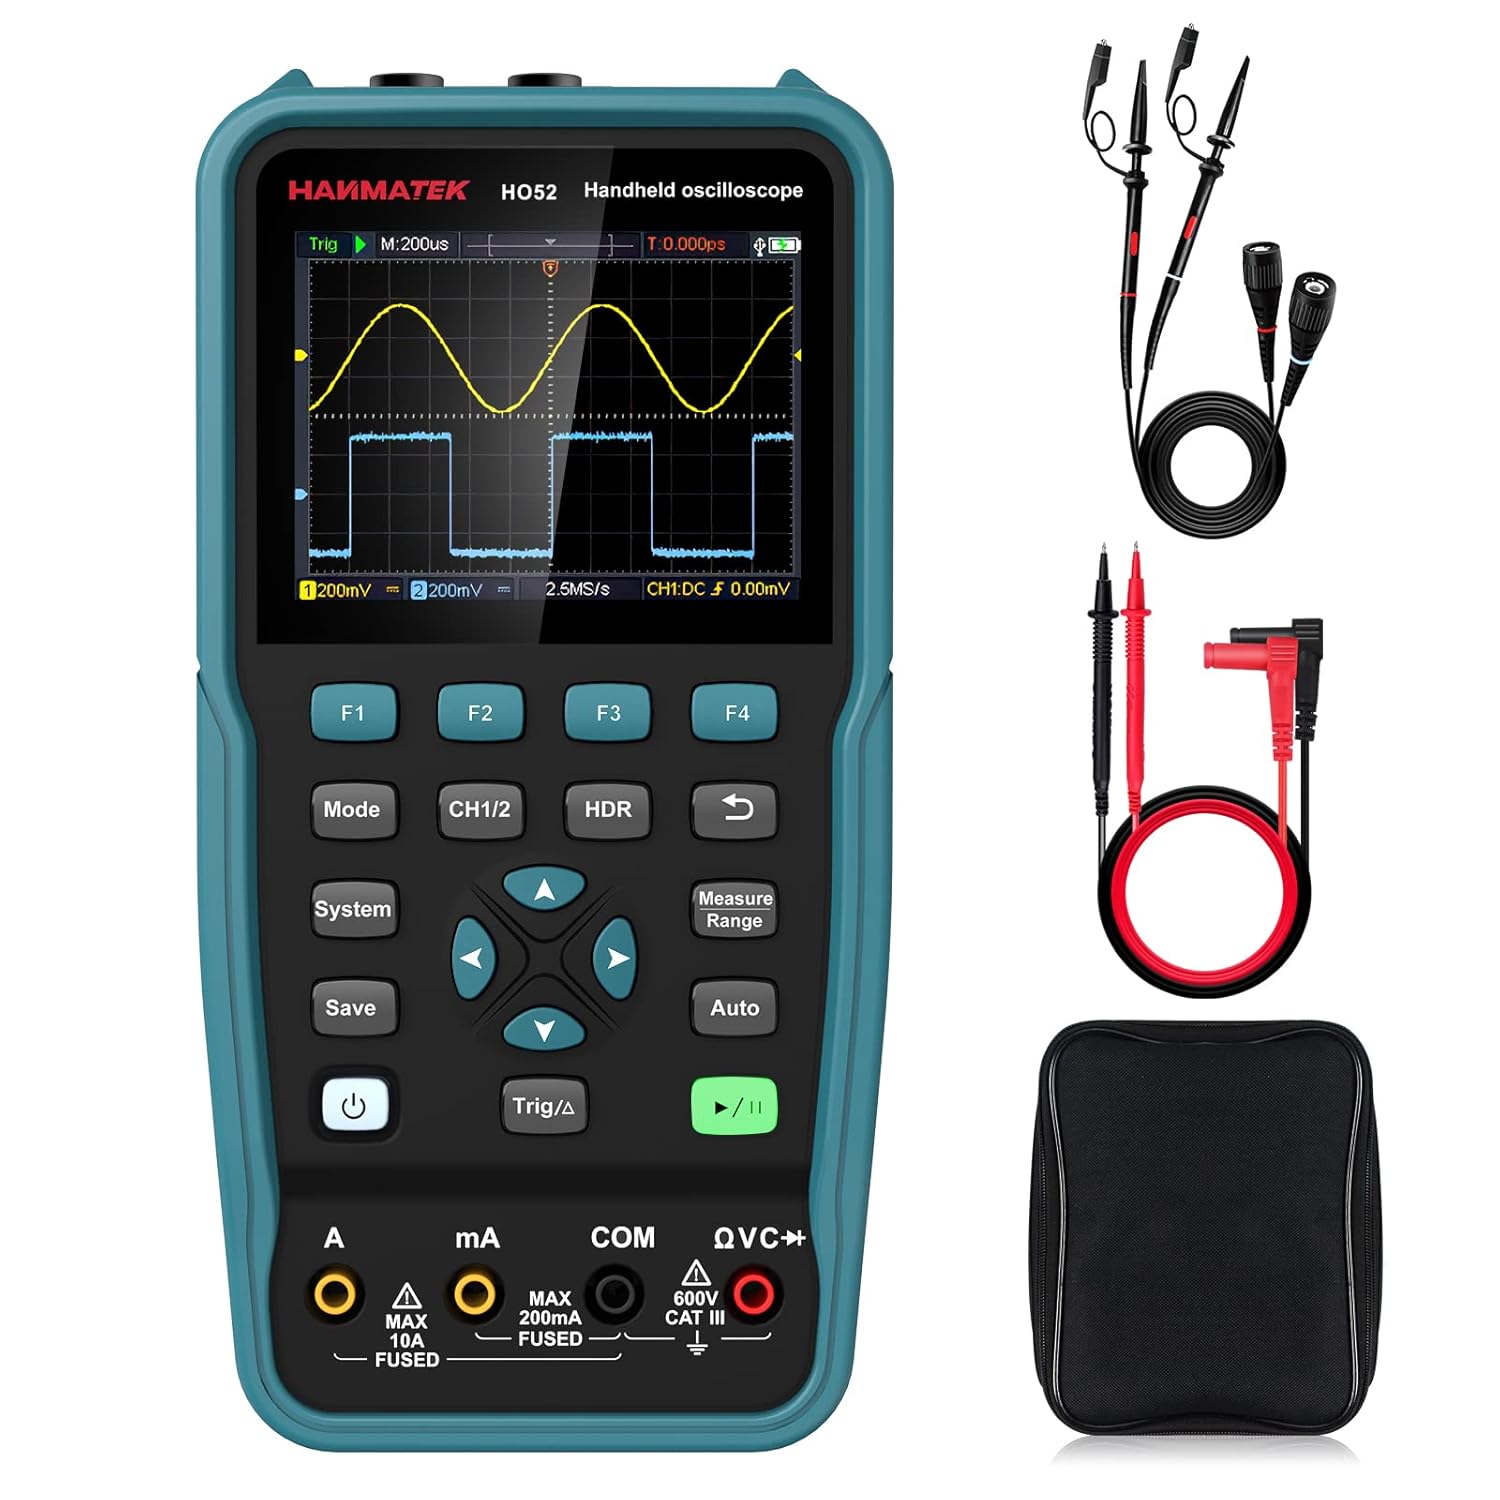 HANMATEK HO52 Handheld oscilloscope
Trig M:200us T:0.000ps
1 200mV 2 200mV 2.5MS/s CH1:DC 0.00mV
F1 F2 F3 F4
Mode CH1/2 HDR
System
Measure
Range
Save Auto
Trig/△
A mA COM ΩVC
MAX
10A
FUSED
MAX
200mA
FUSED
600V
CAT III